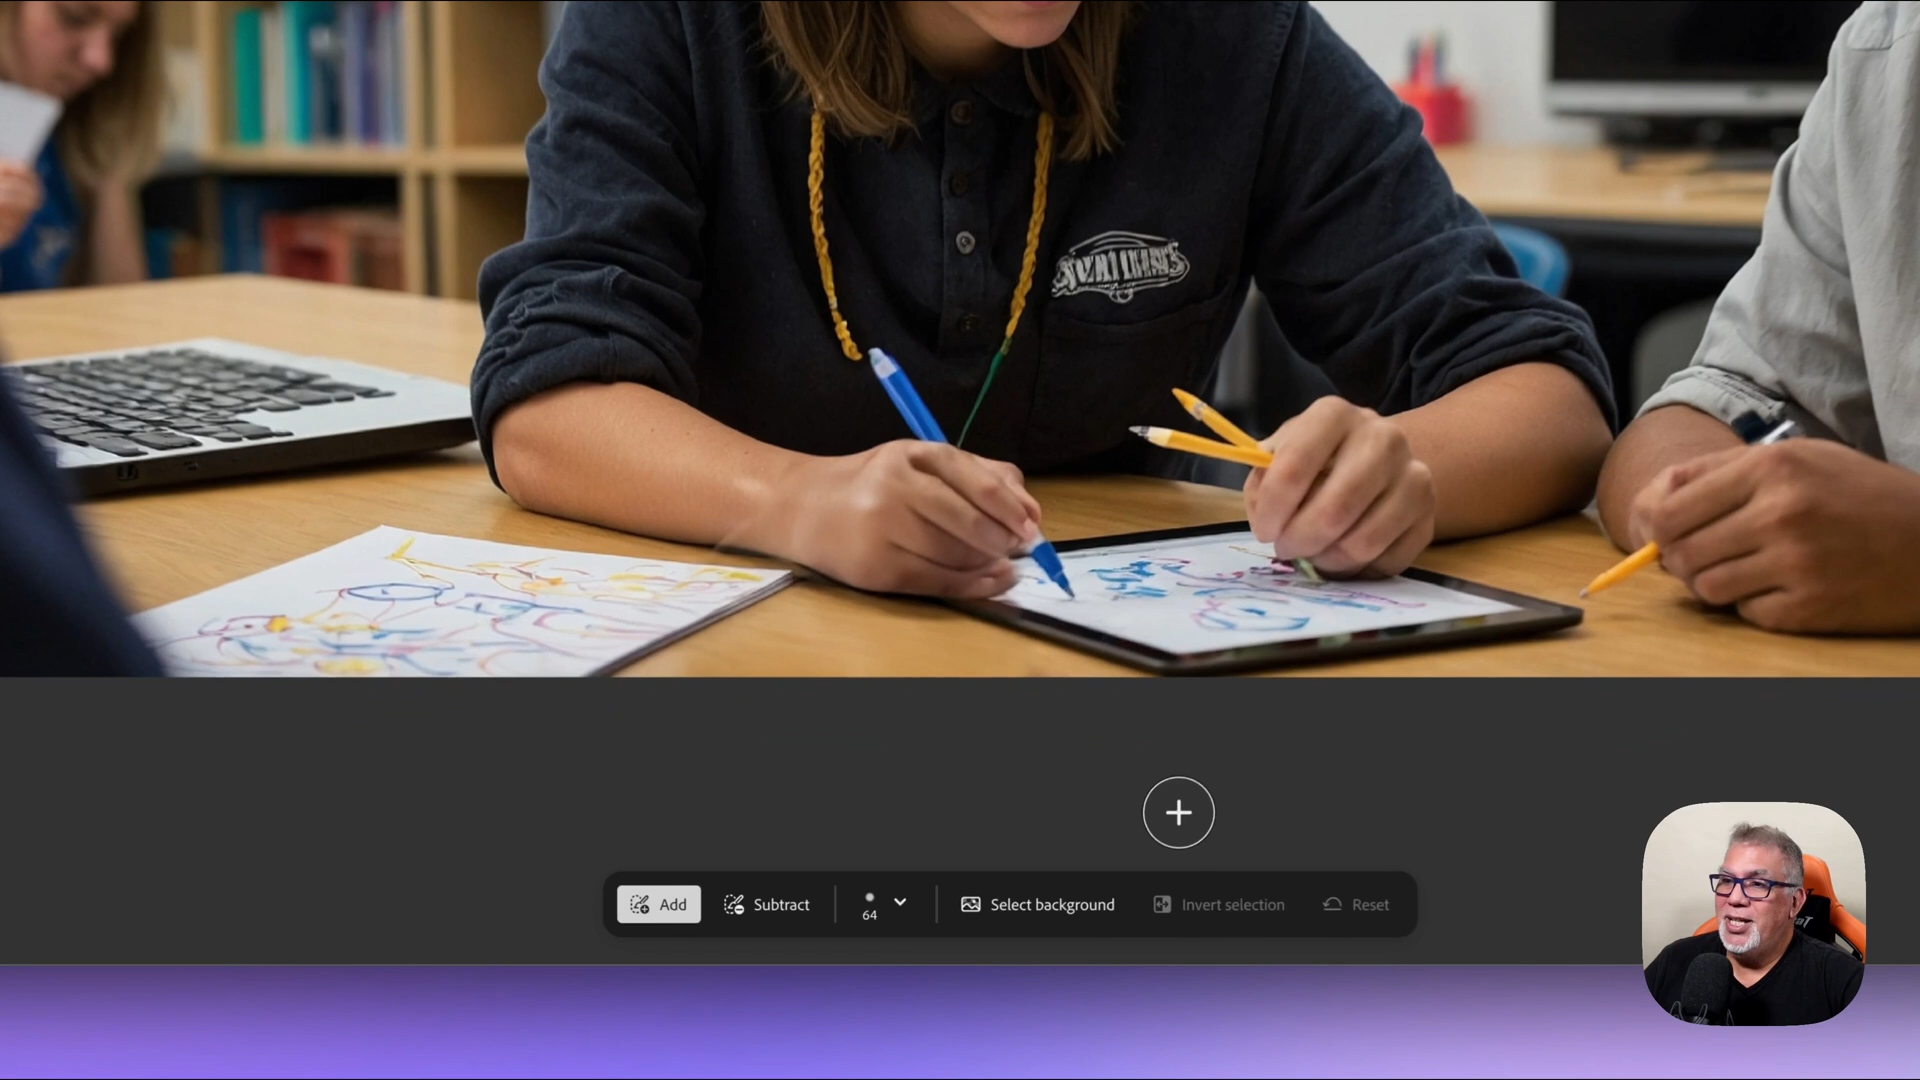 Add
Subtract
64
Select background
Invert selection
Reset